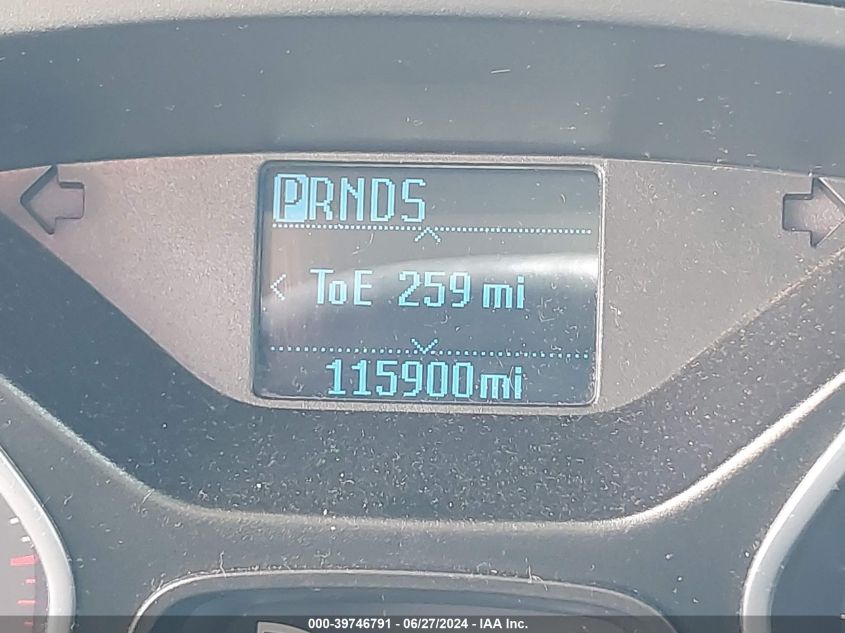 PRNDS
ToE 259 mi
115900mi
000-39746791 - 06/27/2024 - IAA Inc.